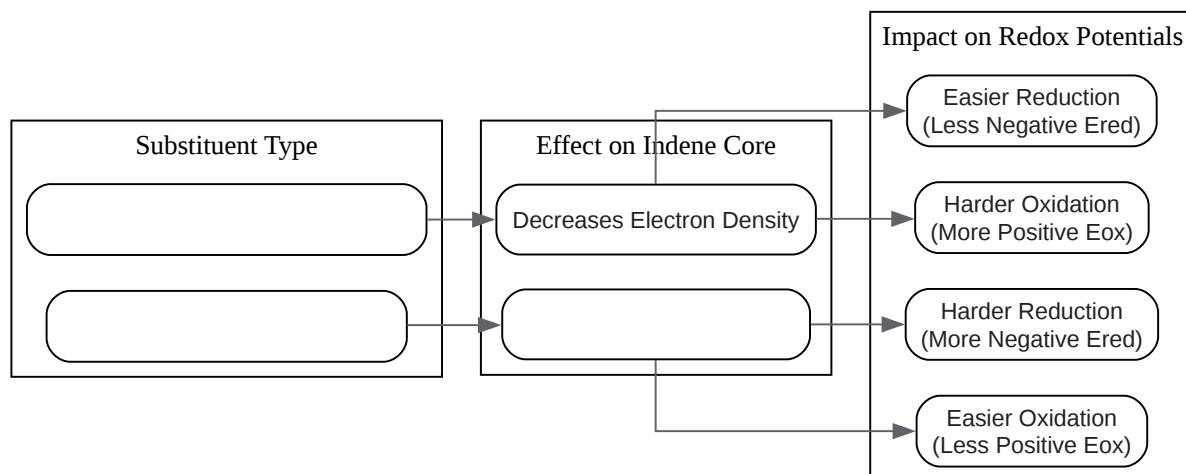 Impact on Redox Potentials
Easier Reduction
(Less Negative Ered)
Substituent Type
Effect on Indene Core
Decreases Electron Density
Harder Oxidation
(More Positive Eox)
Harder Reduction
(More Negative Ered)
Easier Oxidation
(Less Positive Eox)